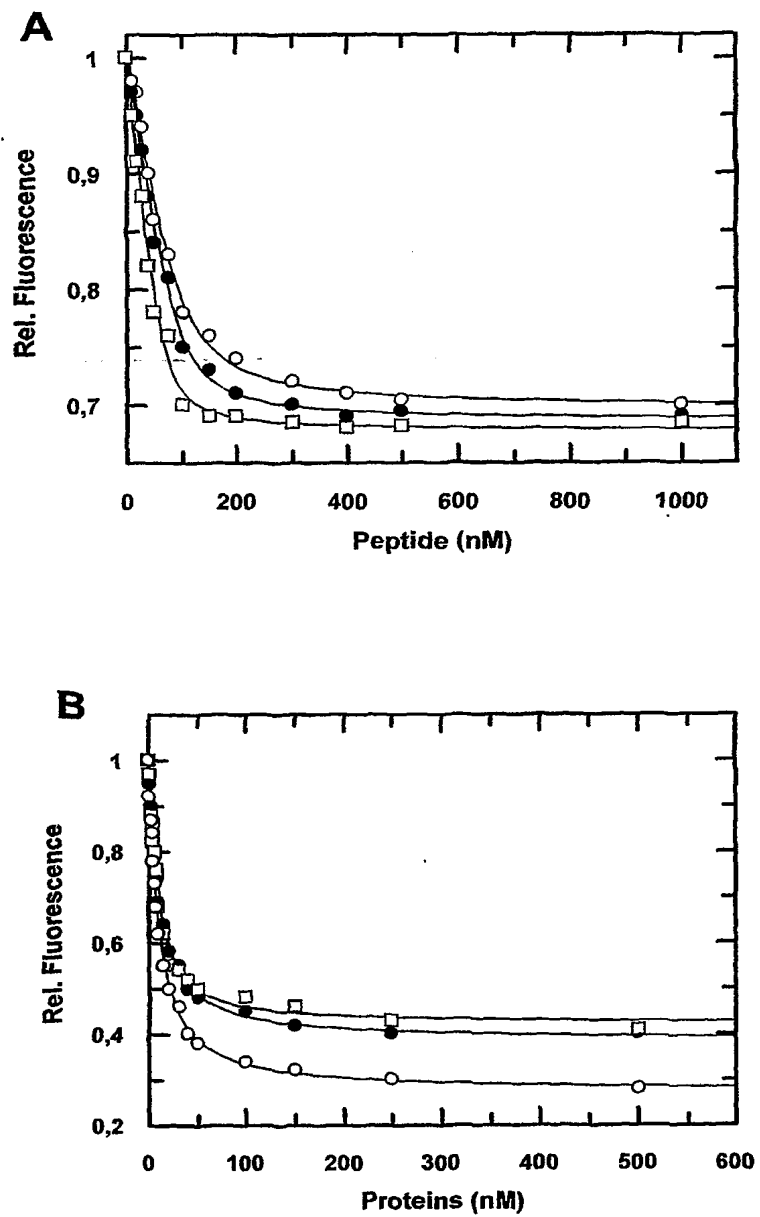 A
Rel. Fluorescence
1
0,9
0,8
0,7
0 200 400 600 800 1000
Peptide (nM)
B
Rel. Fluorescence
1
0,8
0,6
0,4
0,2
0 100 200 300 400 500 600
Proteins (nM)